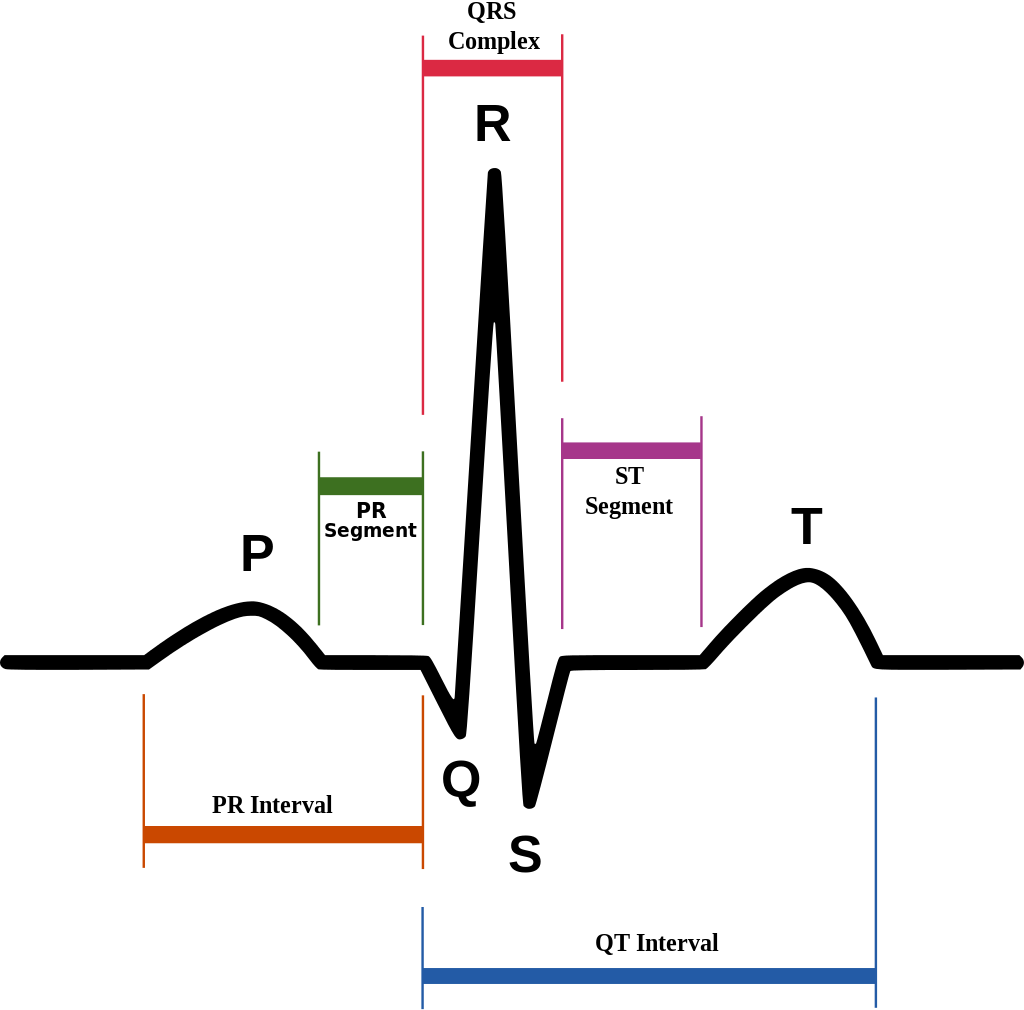 QRS
Complex
R
ST
Segment
PR
Segment
T
P
Q
PR Interval
S
QT Interval